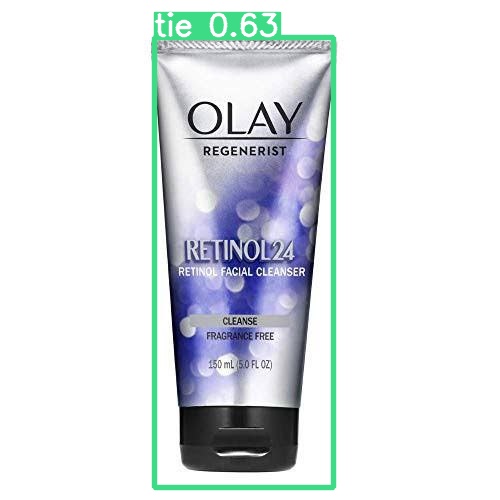 tie 0.63
OLAY
REGENERIST
RETINOL24
RETINOL FACIAL CLEANSER
CLEANSE
FRAGRANCE FREE
150 mL (5.0 FL OZ)